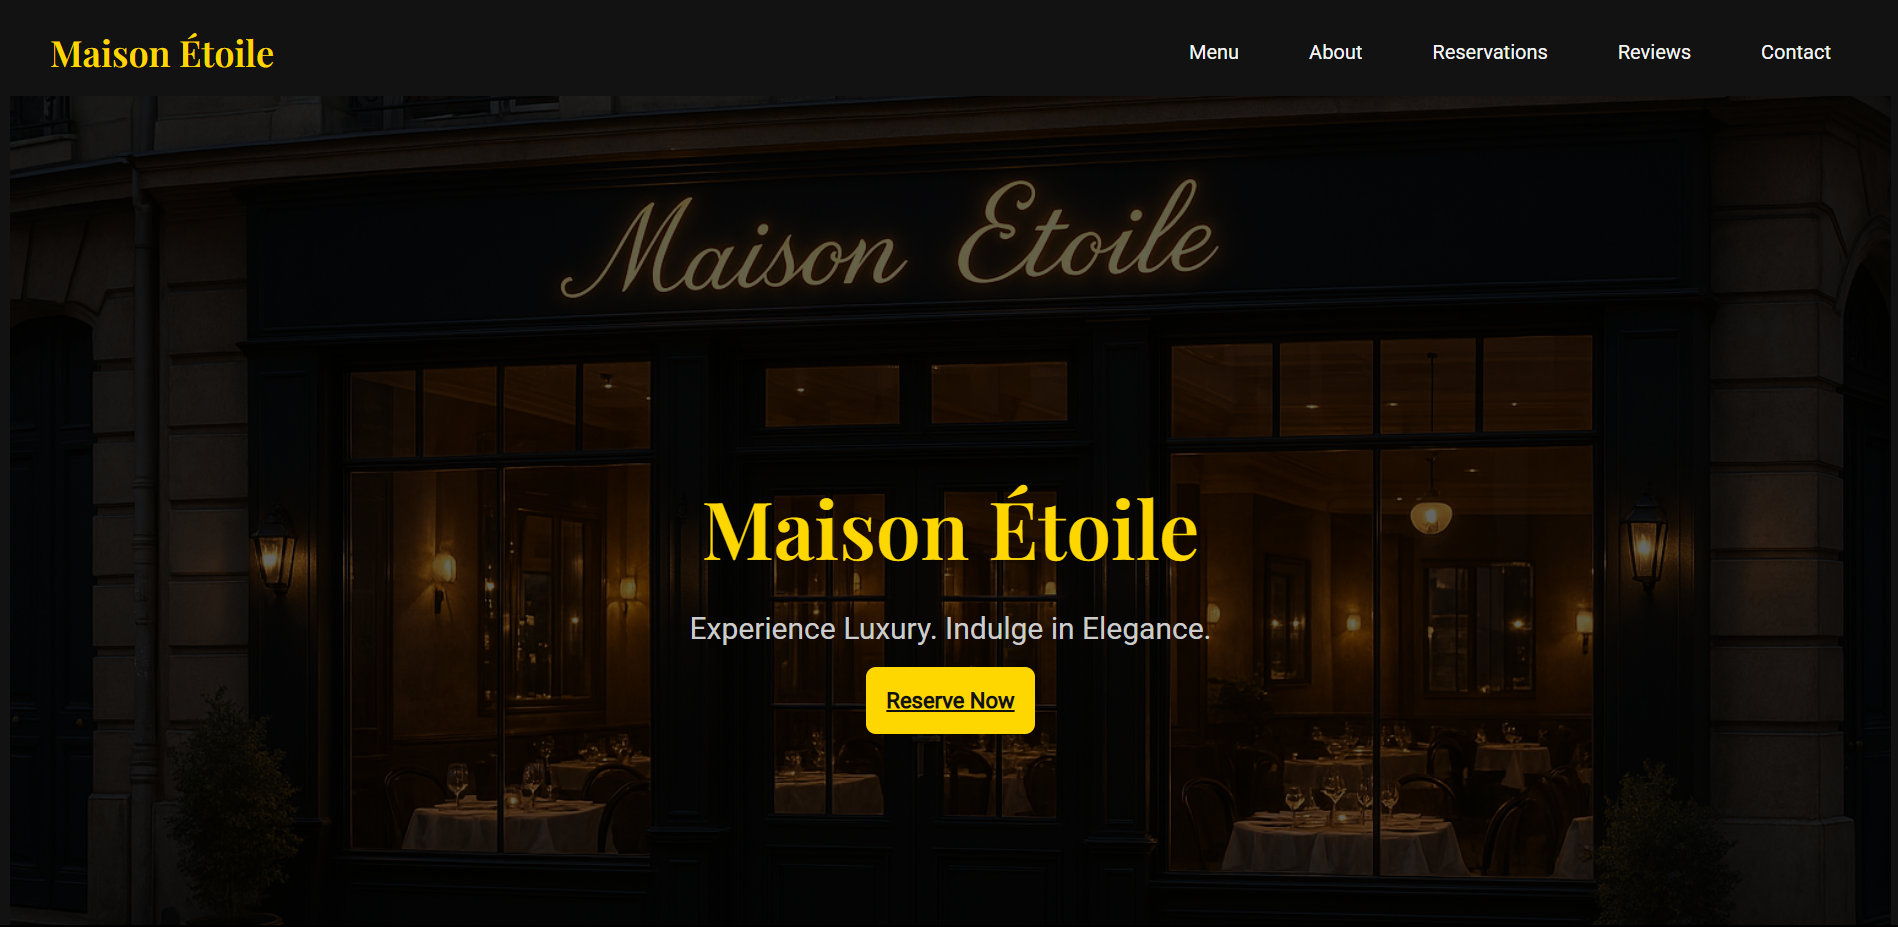 Maison Étoile
Menu About Reservations Reviews Contact
Maison Etoile
Maison Étoile
Experience Luxury. Indulge in Elegance.
Reserve Now